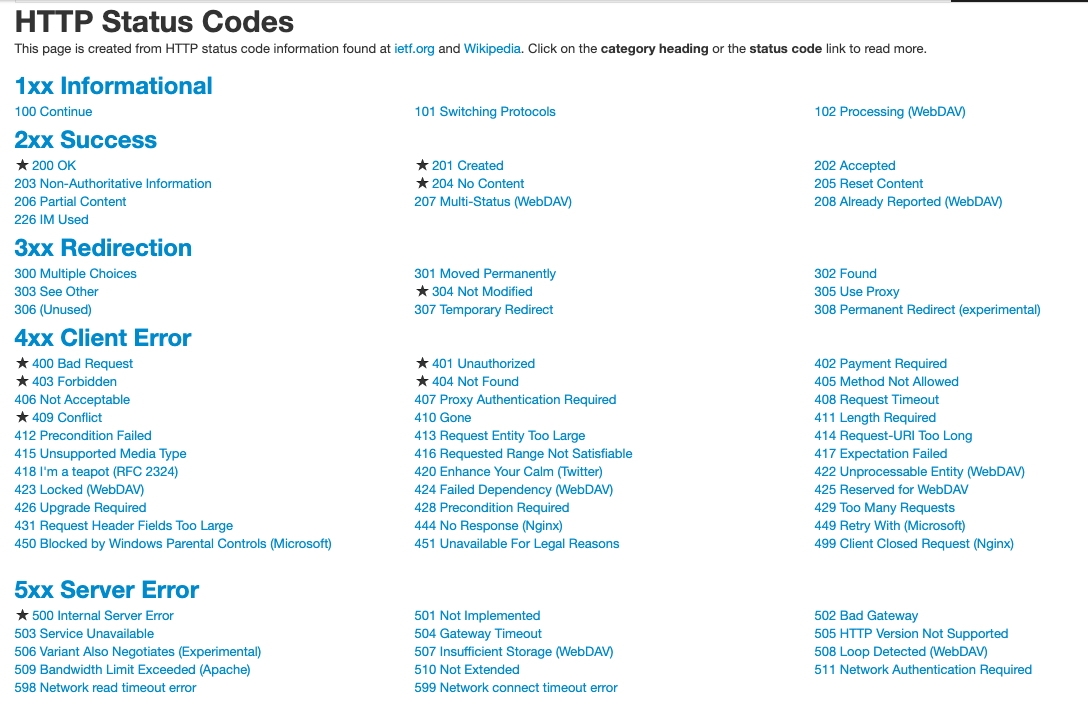 HTTP Status Codes
This page is created from HTTP status code information found at ietf.org and Wikipedia. Click on the category heading or the status code link to read more.
1xx Informational
100 Continue 101 Switching Protocols 102 Processing (WebDAV)
2xx Success
★ 200 OK ★ 201 Created 202 Accepted
203 Non-Authoritative Information ★ 204 No Content 205 Reset Content
206 Partial Content 207 Multi-Status (WebDAV) 208 Already Reported (WebDAV)
226 IM Used
3xx Redirection
300 Multiple Choices 301 Moved Permanently 302 Found
303 See Other ★ 304 Not Modified 305 Use Proxy
306 (Unused) 307 Temporary Redirect 308 Permanent Redirect (experimental)
4xx Client Error
★ 400 Bad Request ★ 401 Unauthorized 402 Payment Required
★ 403 Forbidden ★ 404 Not Found 405 Method Not Allowed
406 Not Acceptable 407 Proxy Authentication Required 408 Request Timeout
★ 409 Conflict 410 Gone 411 Length Required
412 Precondition Failed 413 Request Entity Too Large 414 Request-URI Too Long
415 Unsupported Media Type 416 Requested Range Not Satisfiable 417 Expectation Failed
418 I'm a teapot (RFC 2324) 420 Enhance Your Calm (Twitter) 422 Unprocessable Entity (WebDAV)
423 Locked (WebDAV) 424 Failed Dependency (WebDAV) 425 Reserved for WebDAV
426 Upgrade Required 428 Precondition Required 429 Too Many Requests
431 Request Header Fields Too Large 444 No Response (Nginx) 449 Retry With (Microsoft)
450 Blocked by Windows Parental Controls (Microsoft) 451 Unavailable For Legal Reasons 499 Client Closed Request (Nginx)
5xx Server Error
★ 500 Internal Server Error 501 Not Implemented 502 Bad Gateway
503 Service Unavailable 504 Gateway Timeout 505 HTTP Version Not Supported
506 Variant Also Negotiates (Experimental) 507 Insufficient Storage (WebDAV) 508 Loop Detected (WebDAV)
509 Bandwidth Limit Exceeded (Apache) 510 Not Extended 511 Network Authentication Required
598 Network read timeout error 599 Network connect timeout error